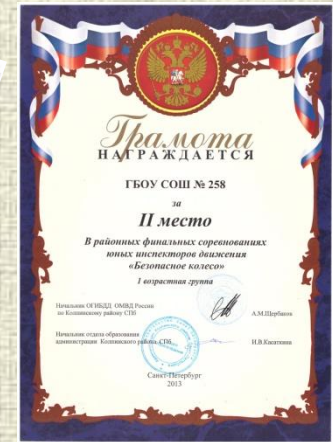 Грамота
НАГРАЖДАЕТСЯ
ГБОУ СОШ № 258
за
II место
В районных финальных соревнованиях
юных инспекторов движения
«Безопасное колесо»
1 возрастная группа
Начальник ОГИБДД ОМВД России
по Колпинскому району СПб
А.М.Щербаков
Начальник отдела образования
администрации Колпинского района СПб
Санкт-Петербург
2013